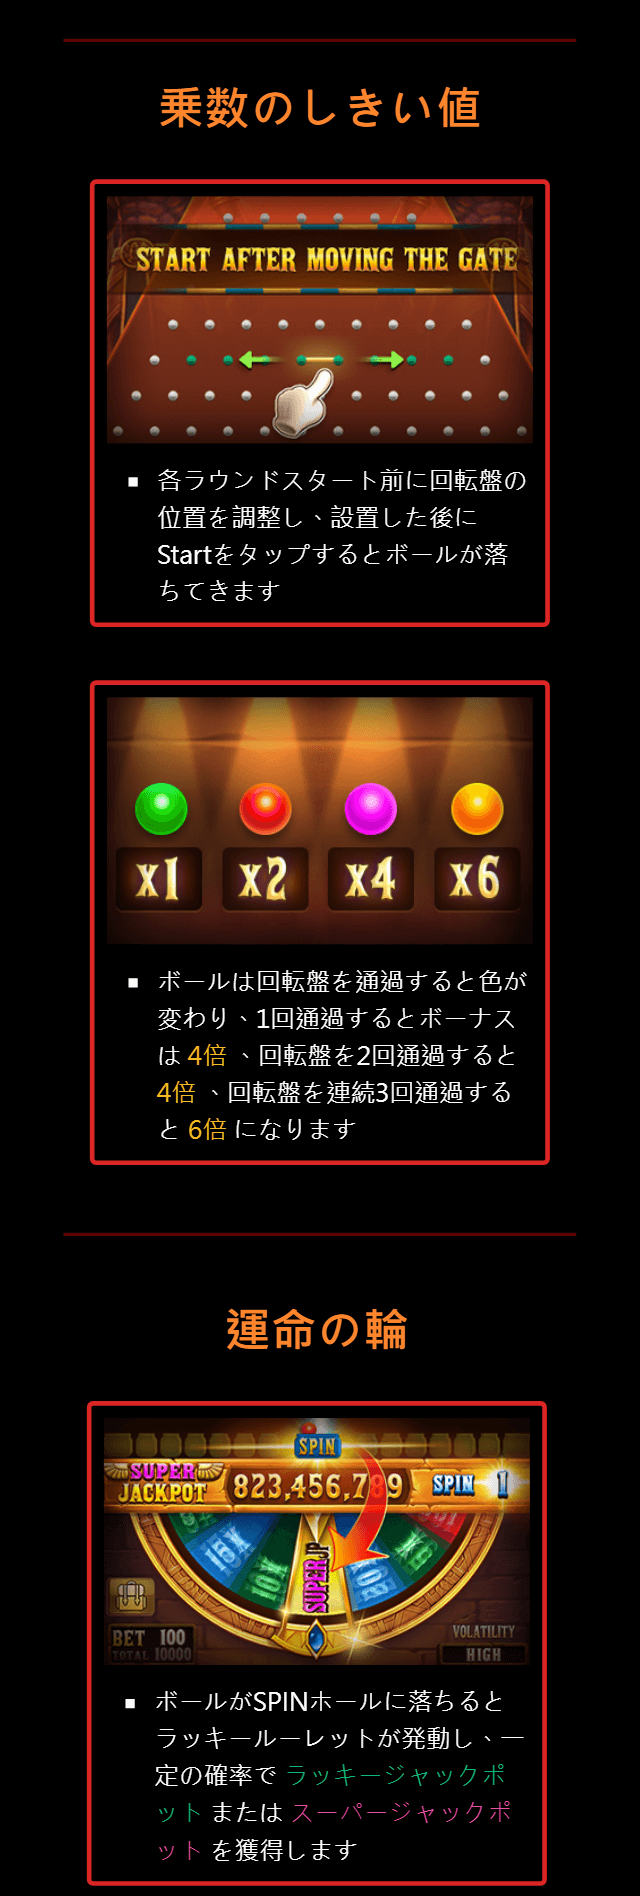 乗数のしきい値
START AFTER MOVING THE GATE
各ラウンドスタート前に回転盤の
位置を調整し、設置した後に
Startをタップするとボールが落
ちてきます
x1 x2 x4 x6
ボールは回転盤を通過すると色が
変わり、1回通過するとボーナス
は 4倍 、回転盤を2回通過すると
4倍 、回転盤を連続3回通過する
と 6倍 になります
運命の輪
SPIN
SUPER
JACKPOT
823,456,789
SPIN 1
15X
10X
SUPER JP
BET 100
TOTAL 10000
VOLATILITY
HIGH
ボールがSPINホールに落ちると
ラッキールーレットが発動し、一
定の確率で ラッキージャックポ
ット または スーパージャックポ
ット を獲得します